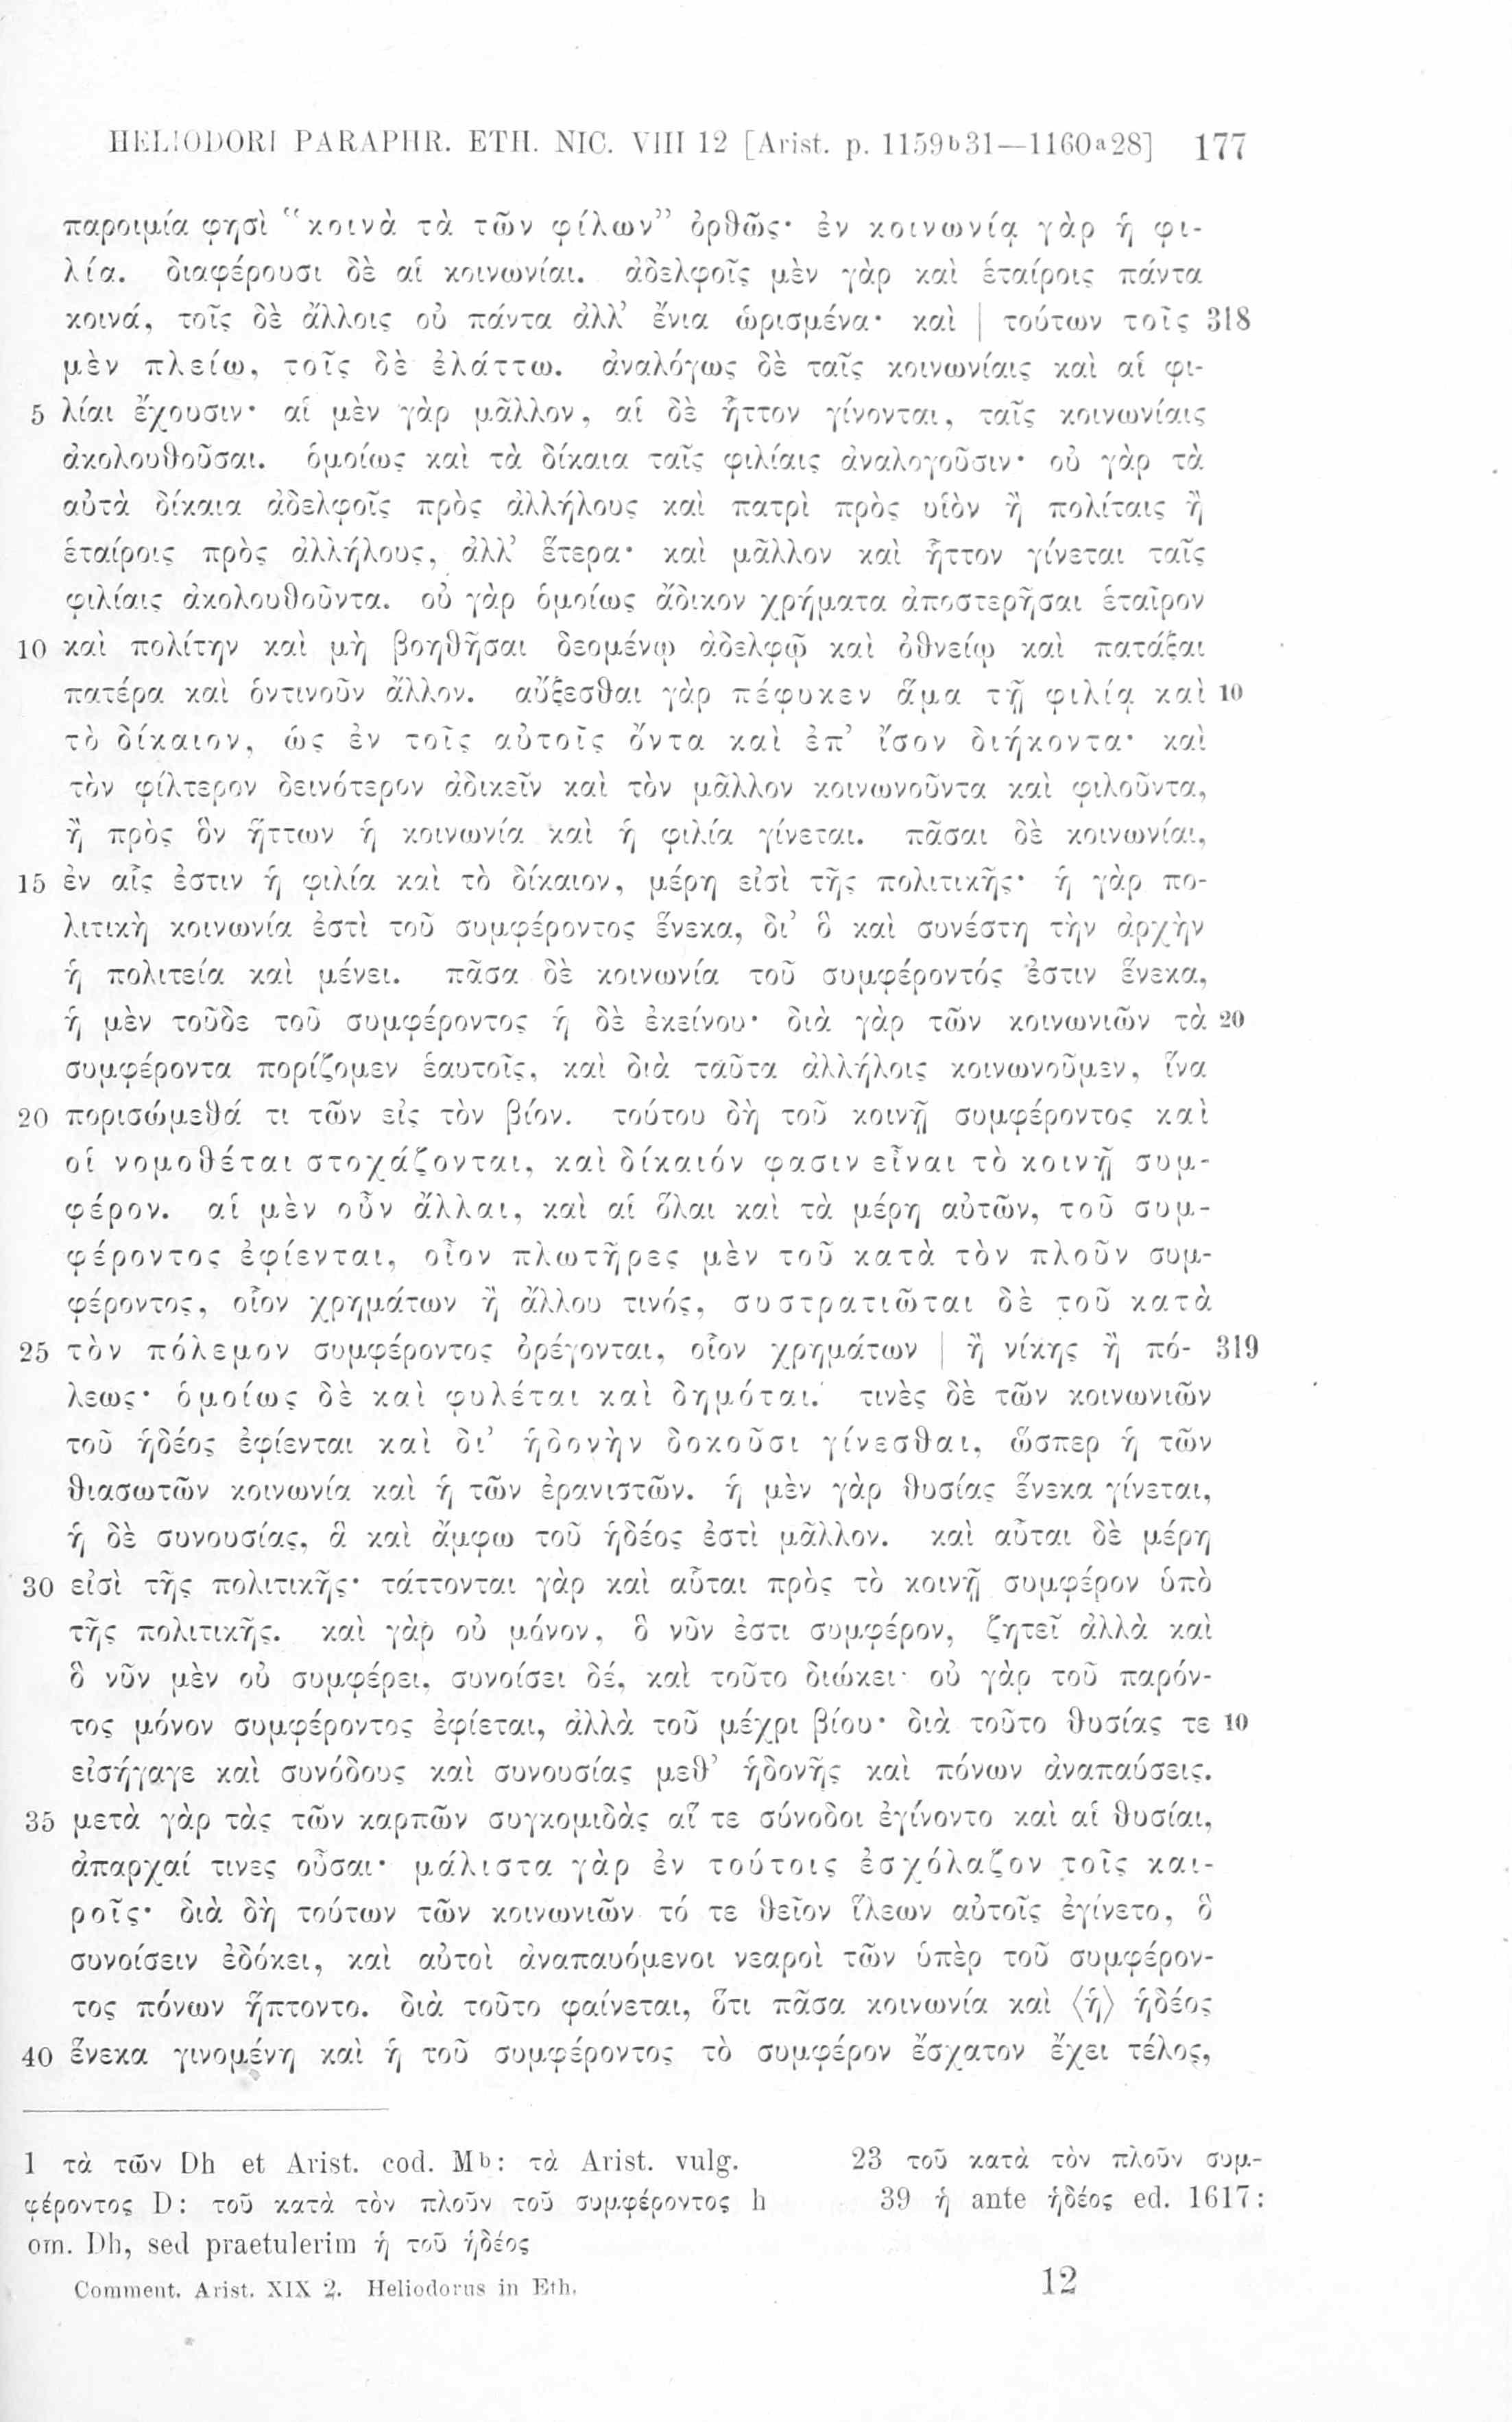 HELIODORI PARAPHR. ETH. NIC. VIII 12 [Arist. p. 1159b31—1160a28] 177
παροιμία φησὶ “κοινὰ τὰ τῶν φίλων” ὀρθῶς· ἐν κοινωνίᾳ γὰρ ἡ φι-
λία. διαφέρουσι δὲ αἱ κοινωνίαι. ἀδελφοῖς μὲν γὰρ καὶ ἑταίροις πάντα
κοινά, τοῖς δὲ ἄλλοις οὐ πάντα ἀλλ’ ἔνια ὡρισμένα· καὶ | τούτων τοῖς 318
μὲν πλείω, τοῖς δὲ ἐλάττω. ἀναλόγως δὲ ταῖς κοινωνίαις καὶ αἱ φι-
5 λίαι ἔχουσιν· αἱ μὲν γὰρ μᾶλλον, αἱ δὲ ἧττον γίνονται, ταῖς κοινωνίαις
ἀκολουθοῦσαι. ὁμοίως καὶ τὰ δίκαια ταῖς φιλίαις ἀναλογοῦσιν· οὐ γὰρ τὰ
αὐτὰ δίκαια ἀδελφοῖς πρὸς ἀλλήλους καὶ πατρὶ πρὸς υἱὸν ἢ πολίταις ἢ
ἑταίροις πρὸς ἀλλήλους, ἀλλ’ ἕτερα· καὶ μᾶλλον καὶ ἧττον γίνεται ταῖς
φιλίαις ἀκολουθοῦντα. οὐ γὰρ ὁμοίως ἄδικον χρήματα ἀποστερῆσαι ἑταῖρον
10 καὶ πολίτην καὶ μὴ βοηθῆσαι δεομένῳ ἀδελφῷ καὶ ὀθνείῳ καὶ πατάξαι
πατέρα καὶ ὁντινοῦν ἄλλον. αὔξεσθαι γὰρ πέφυκεν ἅμα τῇ φιλίᾳ καὶ 10
τὸ δίκαιον, ὡς ἐν τοῖς αὐτοῖς ὄντα καὶ ἐπ’ ἴσον διήκοντα· καὶ
τὸν φίλτερον δεινότερον ἀδικεῖν καὶ τὸν μᾶλλον κοινωνοῦντα καὶ φιλοῦντα,
ἢ πρὸς ὃν ἥττων ἡ κοινωνία καὶ ἡ φιλία γίνεται. πᾶσαι δὲ κοινωνίαι,
15 ἐν αἷς ἐστιν ἡ φιλία καὶ τὸ δίκαιον, μέρη εἰσὶ τῆς πολιτικῆς· ἡ γὰρ πο-
λιτικὴ κοινωνία ἐστὶ τοῦ συμφέροντος ἕνεκα, δι’ ὃ καὶ συνέστη τὴν ἀρχὴν
ἡ πολιτεία καὶ μένει. πᾶσα δὲ κοινωνία τοῦ συμφέροντός ἐστιν ἕνεκα,
ἡ μὲν τοῦδε τοῦ συμφέροντος ἡ δὲ ἐκείνου· διὰ γὰρ τῶν κοινωνιῶν τὰ 20
συμφέροντα πορίζομεν ἑαυτοῖς, καὶ διὰ ταῦτα ἀλλήλοις κοινωνοῦμεν, ἵνα
20 πορισώμεθά τι τῶν εἰς τὸν βίον. τούτου δὴ τοῦ κοινῇ συμφέροντος καὶ
οἱ νομοθέται στοχάζονται, καὶ δίκαιόν φασιν εἶναι τὸ κοινῇ συμ-
φέρον. αἱ μὲν οὖν ἄλλαι, καὶ αἱ ὅλαι καὶ τὰ μέρη αὐτῶν, τοῦ συμ-
φέροντος ἐφίενται, οἷον πλωτῆρες μὲν τοῦ κατὰ τὸν πλοῦν συμ-
φέροντος, οἷον χρημάτων ἢ ἄλλου τινός, συστρατιῶται δὲ τοῦ κατὰ
25 τὸν πόλεμον συμφέροντος ὀρέγονται, οἷον χρημάτων | ἢ νίκης ἢ πό- 319
λεως· ὁμοίως δὲ καὶ φυλέται καὶ δημόται. τινὲς δὲ τῶν κοινωνιῶν
τοῦ ἡδέος ἐφίενται καὶ δι’ ἡδονὴν δοκοῦσι γίνεσθαι, ὥσπερ ἡ τῶν
θιασωτῶν κοινωνία καὶ ἡ τῶν ἐρανιστῶν. ἡ μὲν γὰρ θυσίας ἕνεκα γίνεται,
ἡ δὲ συνουσίας, ἃ καὶ ἄμφω τοῦ ἡδέος ἐστὶ μᾶλλον. καὶ αὗται δὲ μέρη
30 εἰσὶ τῆς πολιτικῆς· τάττονται γὰρ καὶ αὗται πρὸς τὸ κοινῇ συμφέρον ὑπὸ
τῆς πολιτικῆς. καὶ γὰρ οὐ μόνον, ὃ νῦν ἐστι συμφέρον, ζητεῖ ἀλλὰ καὶ
ὃ νῦν μὲν οὐ συμφέρει, συνοίσει δέ, καὶ τοῦτο διώκει· οὐ γὰρ τοῦ παρόν-
τος μόνον συμφέροντος ἐφίεται, ἀλλὰ τοῦ μέχρι βίου· διὰ τοῦτο θυσίας τε 10
εἰσήγαγε καὶ συνόδους καὶ συνουσίας μεθ’ ἡδονῆς καὶ πόνων ἀναπαύσεις.
35 μετὰ γὰρ τὰς τῶν καρπῶν συγκομιδὰς αἵ τε σύνοδοι ἐγίνοντο καὶ αἱ θυσίαι,
ἀπαρχαί τινες οὖσαι· μάλιστα γὰρ ἐν τούτοις ἐσχόλαζον τοῖς και-
ροῖς· διὰ δὴ τούτων τῶν κοινωνιῶν τό τε θεῖον ἵλεων αὐτοῖς ἐγίνετο, ὃ
συνοίσειν ἐδόκει, καὶ αὐτοὶ ἀναπαυόμενοι νεαροὶ τῶν ὑπὲρ τοῦ συμφέρον-
τος πόνων ἥπτοντο. διὰ τοῦτο φαίνεται, ὅτι πᾶσα κοινωνία καὶ ⟨ἡ⟩ ἡδέος
40 ἕνεκα γινομένη καὶ ἡ τοῦ συμφέροντος τὸ συμφέρον ἔσχατον ἔχει τέλος,
1 τὰ τῶν Dh et Arist. cod. Mb: τὰ Arist. vulg. 23 τοῦ κατὰ τὸν πλοῦν συμ-
φέροντος D: τοῦ κατὰ τὸν πλοῦν τοῦ συμφέροντος h 39 ἡ ante ἡδέος ed. 1617:
om. Dh, sed praetulerim ἡ τοῦ ἡδέος
Comment. Arist. XIX 2. Heliodorus in Eth. 12